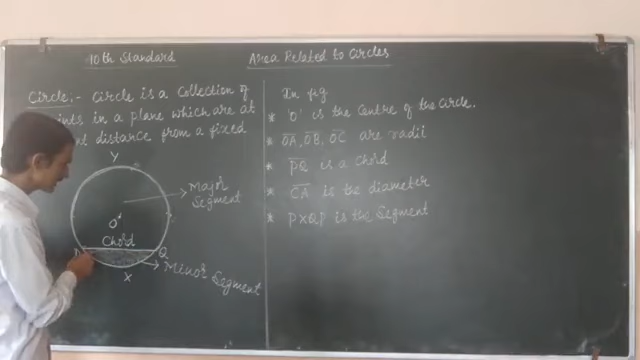 10th Standard
Area Related to Circles
Circle:- Circle is a Collection of
ints in a plane which are at
nt distance from a fixed
Y
Major
Segment
O
Chord
Q
X
Minor Segment
In fig
* 'O' is the Centre of the circle.
* OA, OB, OC are radii
* PQ is a Chord
* CA is the diameter
* PXQP is the Segment